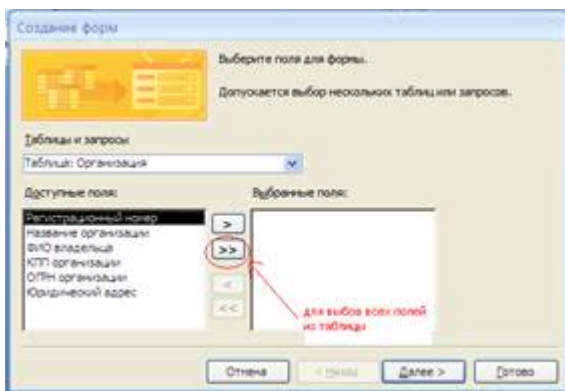 Создание форм
Выберите поля для формы.
Допускается выбор нескольких таблиц или запросов.
Таблицы и запросы
Таблица: Организация
Доступные поля:
Выбранные поля:
Регистрационный номер
Название организации
ФИО владельца
КПП организации
ОГРН организации
Юридический адрес
>
>>
<
<<
для выбов всех полей
из таблицы
Отмена
< Назад
Далее >
Готово